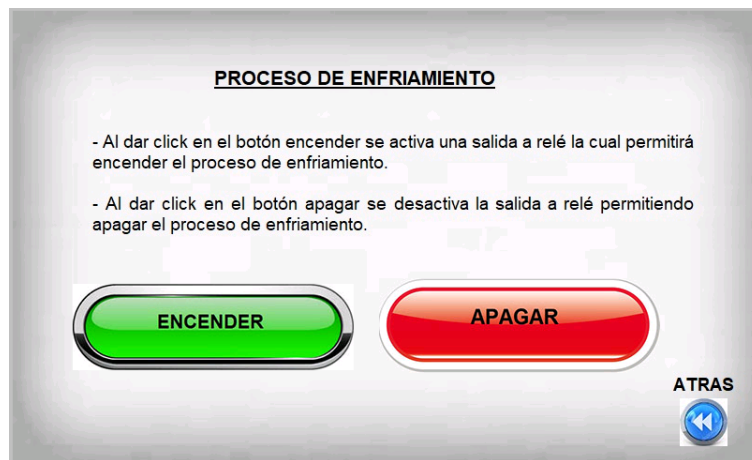 PROCESO DE ENFRIAMIENTO
- Al dar click en el botón encender se activa una salida a relé la cual permitirá
encender el proceso de enfriamiento.
- Al dar click en el botón apagar se desactiva la salida a relé permitiendo
apagar el proceso de enfriamiento.
ENCENDER
APAGAR
ATRAS